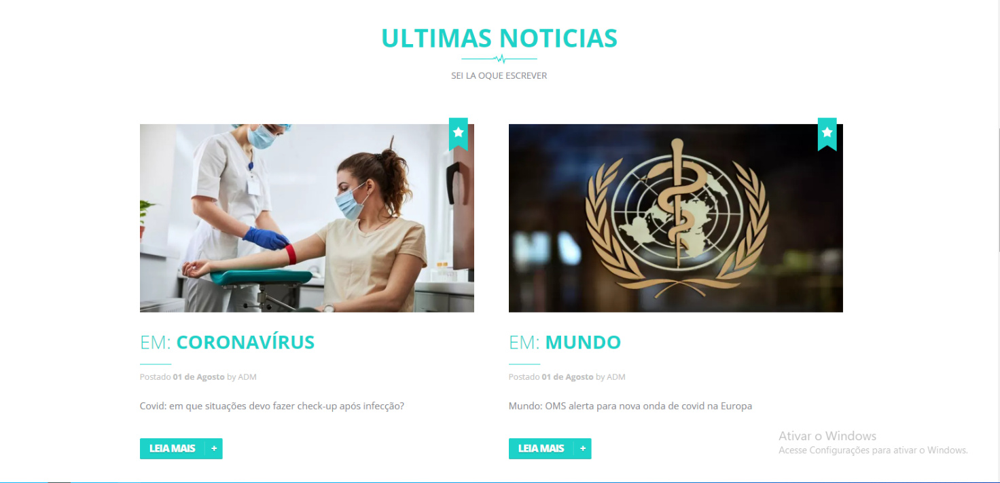 ULTIMAS NOTICIAS
SEI LA OQUE ESCREVER
EM: CORONAVÍRUS
Postado 01 de Agosto by ADM
Covid: em que situações devo fazer check-up após infecção?
LEIA MAIS +
EM: MUNDO
Postado 01 de Agosto by ADM
Mundo: OMS alerta para nova onda de covid na Europa
LEIA MAIS +
Ativar o Windows
Acesse Configurações para ativar o Windows.